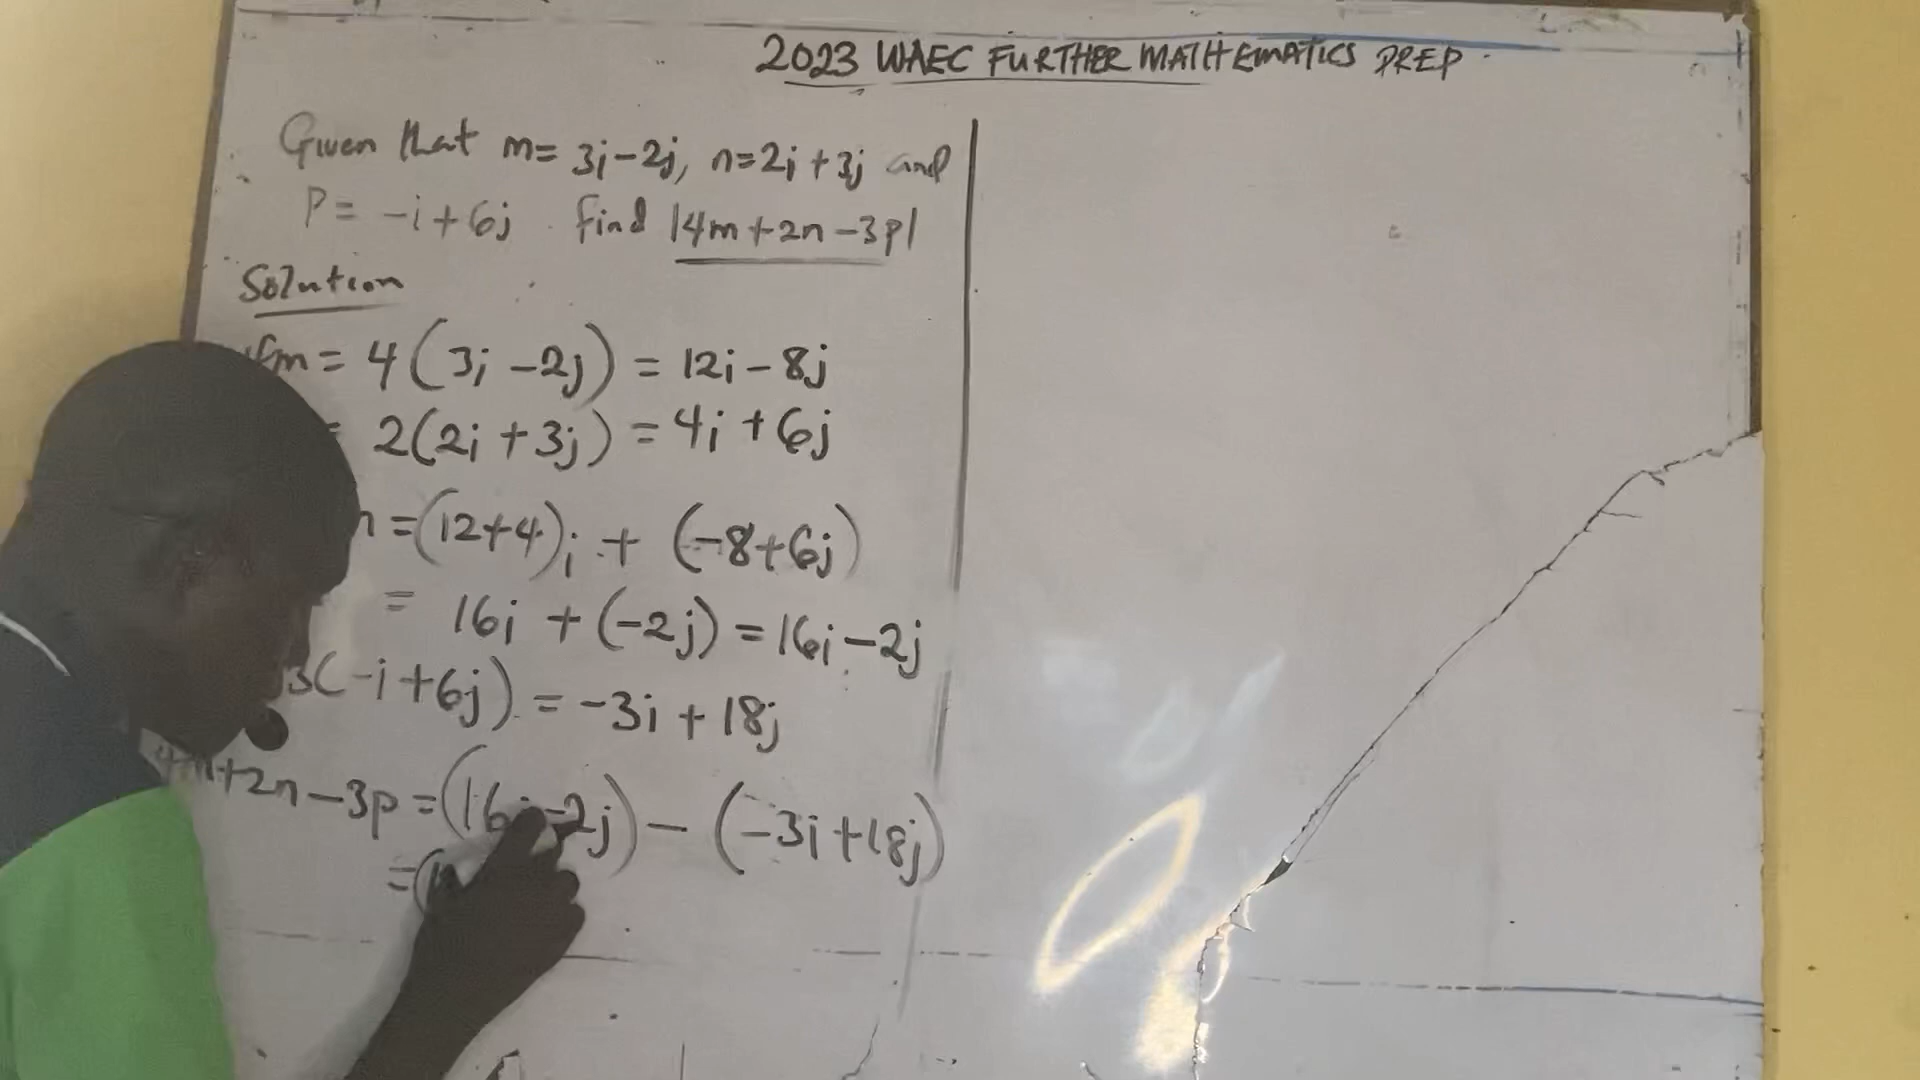 2023 WAEC FURTHER MATHEMATICS PREP
Given that m= 3i-2j, n=2i+3j and
P= -i+6j. find |4m+2n-3p|
Solution
4m= 4(3i-2j) = 12i-8j
= 2(2i+3j) = 4i+6j
n=(12+4)i + (-8+6j)
= 16i + (-2j) = 16i-2j
3(-i+6j) = -3i+18j
4m+2n-3p=(16i-2j) - (-3i+18j)
=(